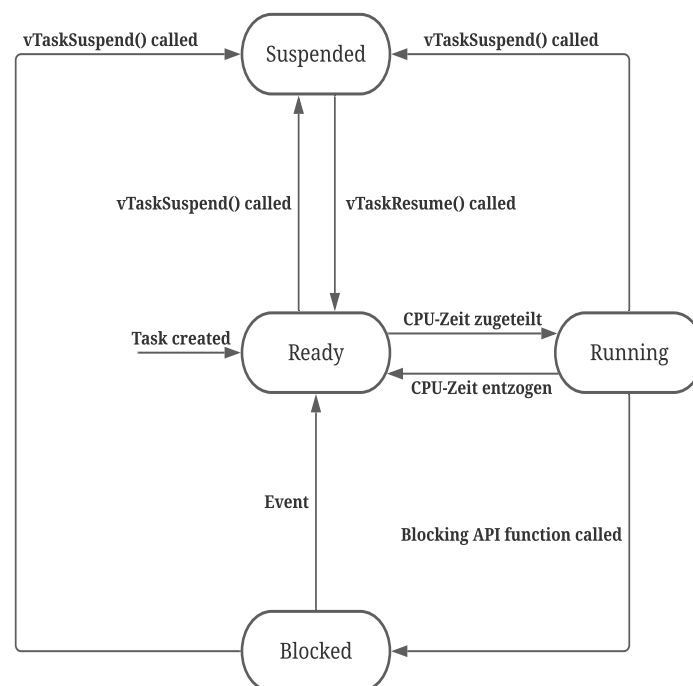 vTaskSuspend() called
vTaskSuspend() called
Suspended
vTaskSuspend() called
vTaskResume() called
CPU-Zeit zugeteilt
Task created
Ready
Running
CPU-Zeit entzogen
Event
Blocking API function called
Blocked